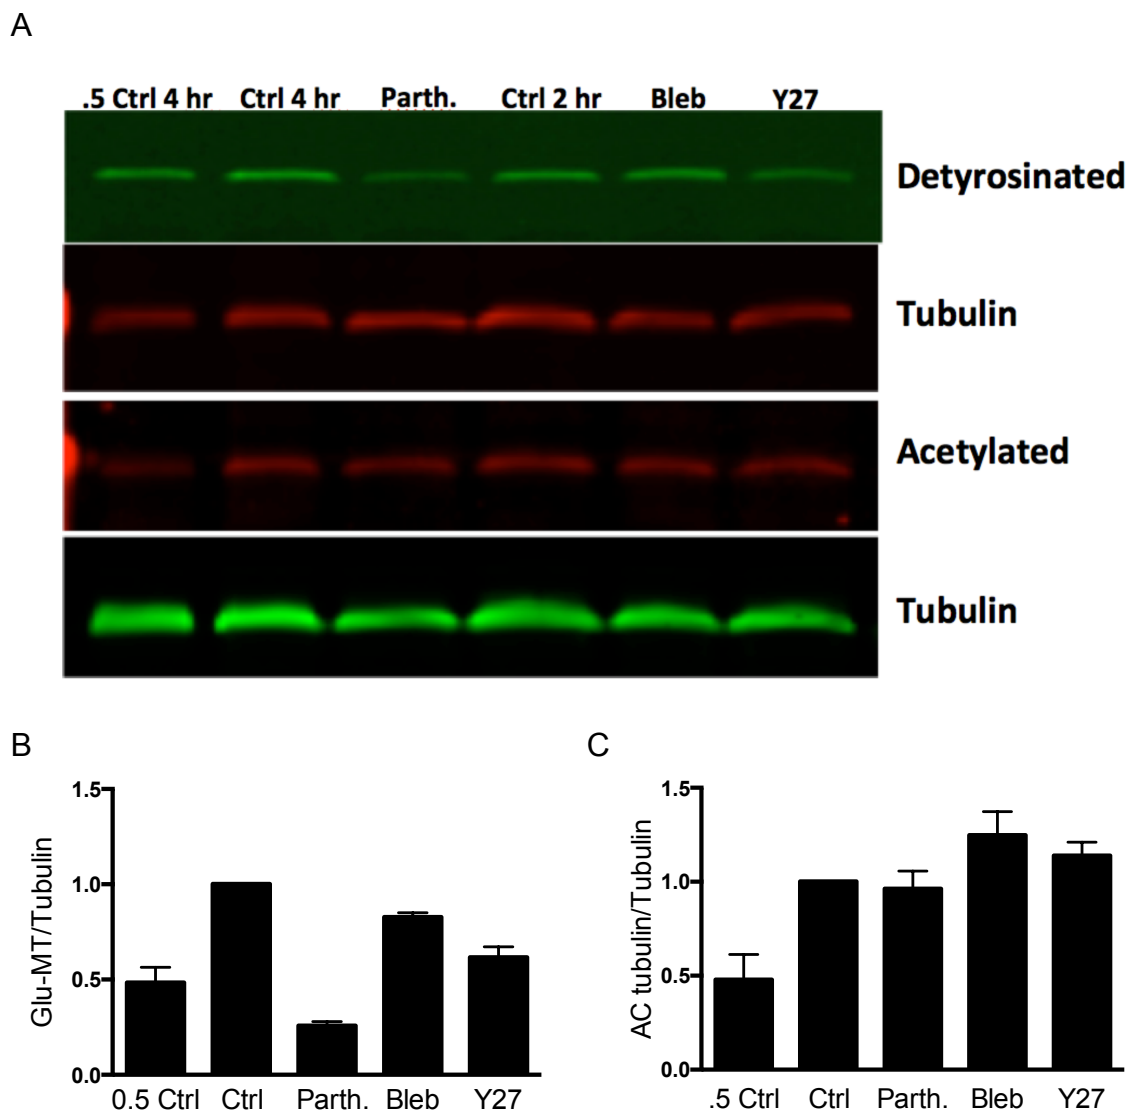 A
.5 Ctrl 4 hr Ctrl 4 hr Parth. Ctrl 2 hr Bleb Y27
Detyrosinated
Tubulin
Acetylated
Tubulin
B
Glu-MT/Tubulin
1.5
1.0
0.5
0.0
0.5 Ctrl Ctrl Parth. Bleb Y27
C
AC tubulin/Tubulin
1.5
1.0
0.5
0.0
.5 Ctrl Ctrl Parth. Bleb Y27